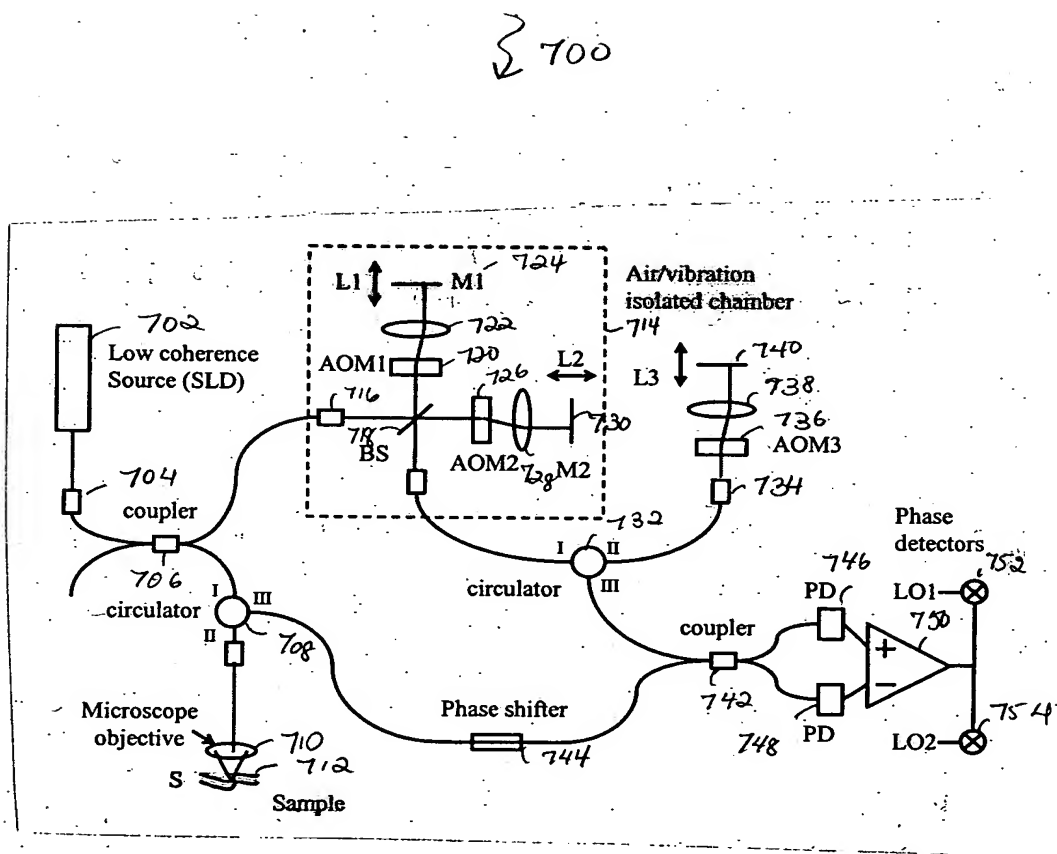 700
L1
M1
724
Air/vibration
isolated chamber
714
702
Low coherence
Source (SLD)
722
AOM1
720
L2
726
L3
740
738
716
718
BS
730
736
AOM3
AOM2
728
M2
704
coupler
734
732
Phase
detectors
I
II
706
circulator
III
746
752
PD
LO1
circulator
I
III
II
708
coupler
750
+
−
Microscope
objective
710
712
Phase shifter
744
742
748
PD
LO2
754
S
Sample